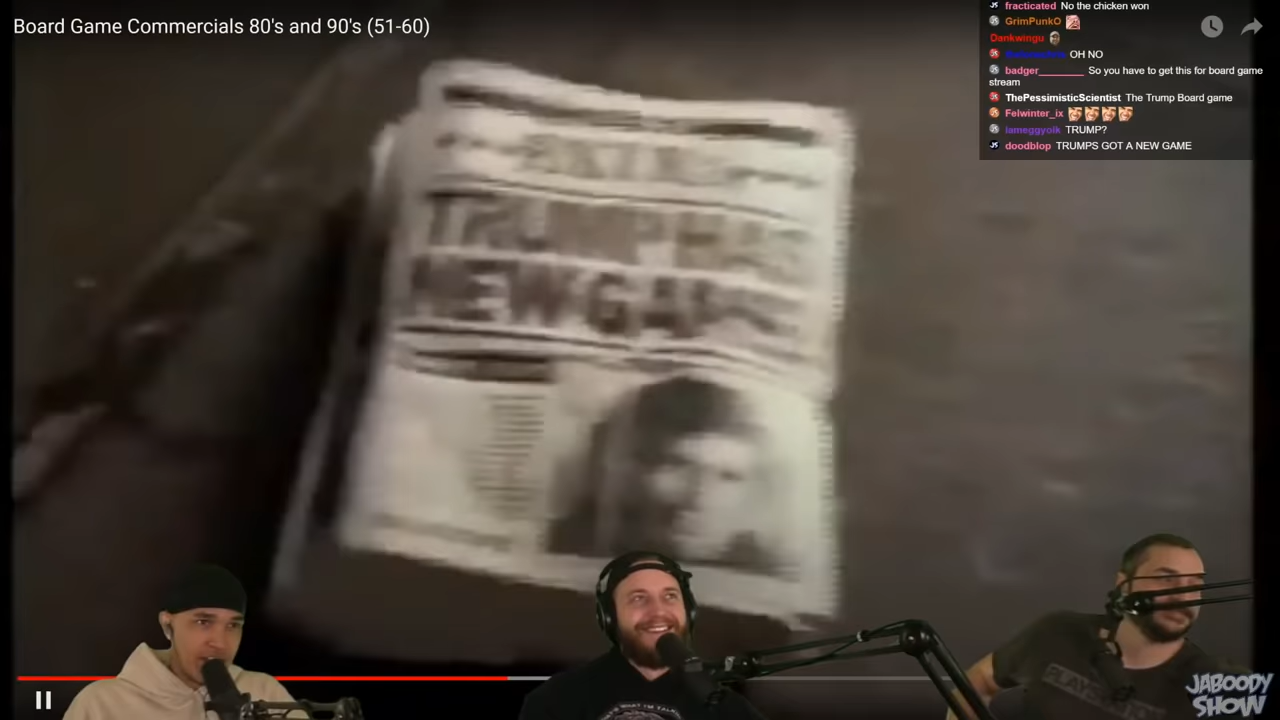 Board Game Commercials 80's and 90's (51-60)
fracticated No the chicken won
GrimPunkO
Dankwingu
OH NO
badger________ So you have to get this for board game
stream
ThePessimisticScientist The Trump Board game
Felwinter_ix
iameggyolk TRUMP?
doodblop TRUMPS GOT A NEW GAME
TRUMP HAS
NEW GAME
JABOODY
SHOW